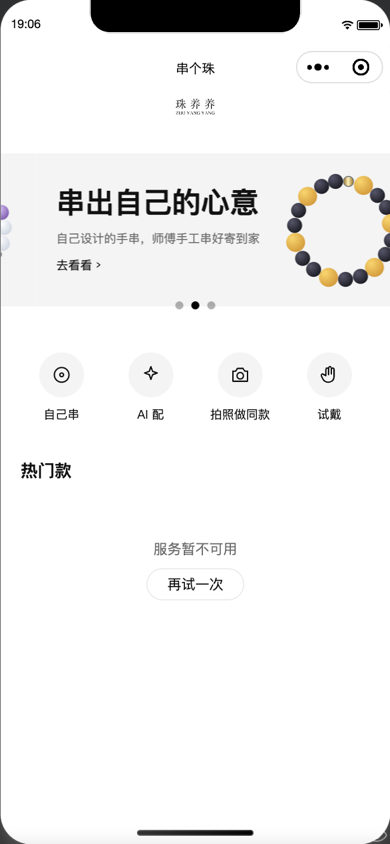 19:06
串个珠
珠养养
ZHU YANG YANG
串出自己的心意
自己设计的手串，师傅手工串好寄到家
去看看 >
自己串
AI 配
拍照做同款
试戴
热门款
服务暂不可用
再试一次